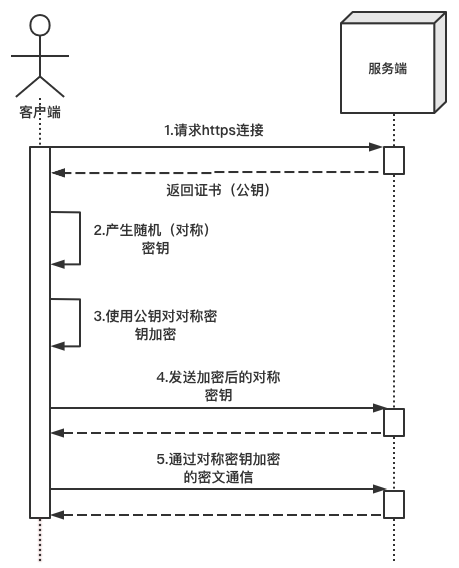 客户端
服务端
1.请求https连接
返回证书（公钥）
2.产生随机（对称）
密钥
3.使用公钥对对称密
钥加密
4.发送加密后的对称
密钥
5.通过对称密钥加密
的密文通信